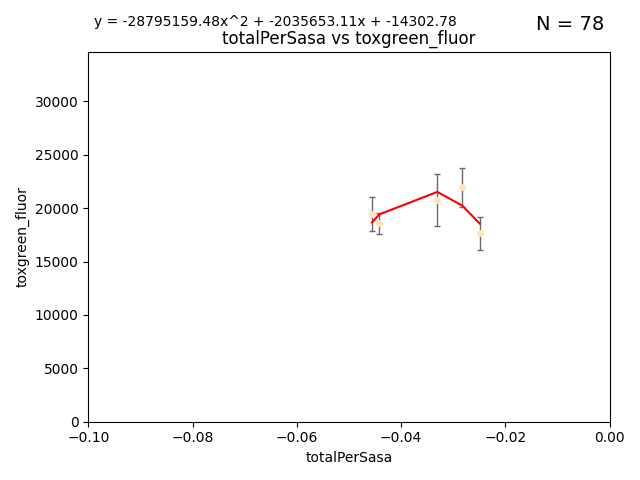 y = -28795159.48x^2 + -2035653.11x + -14302.78
N = 78
totalPerSasa vs toxgreen_fluor
toxgreen_fluor
30000
25000
20000
15000
10000
5000
0
−0.10
−0.08
−0.06
−0.04
−0.02
0.00
totalPerSasa